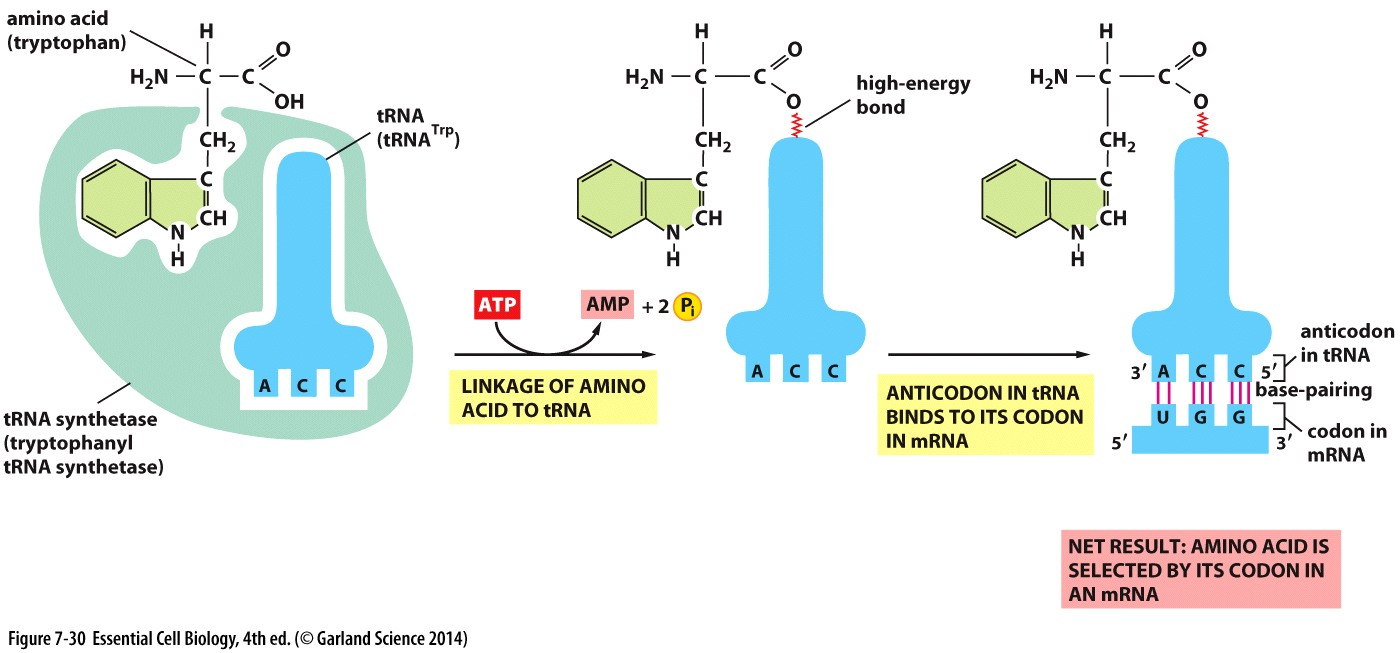 amino acid
(tryptophan)
H
H₂N C C O
OH
CH₂
C
CH
N
H
tRNA
(tRNAᵀʳᵖ)
A C C
tRNA synthetase
(tryptophanyl
tRNA synthetase)
ATP
AMP + 2 Pᵢ
LINKAGE OF AMINO
ACID TO tRNA
H
H₂N C C O
O
high-energy
bond
CH₂
C
CH
N
H
A C C
ANTICODON IN tRNA
BINDS TO ITS CODON
IN mRNA
H
H₂N C C O
O
CH₂
C
CH
N
H
anticodon
in tRNA
3′ A C C 5′
base-pairing
U G G
5′ 3′
codon in
mRNA
NET RESULT: AMINO ACID IS
SELECTED BY ITS CODON IN
AN mRNA
Figure 7-30 Essential Cell Biology, 4th ed. (© Garland Science 2014)